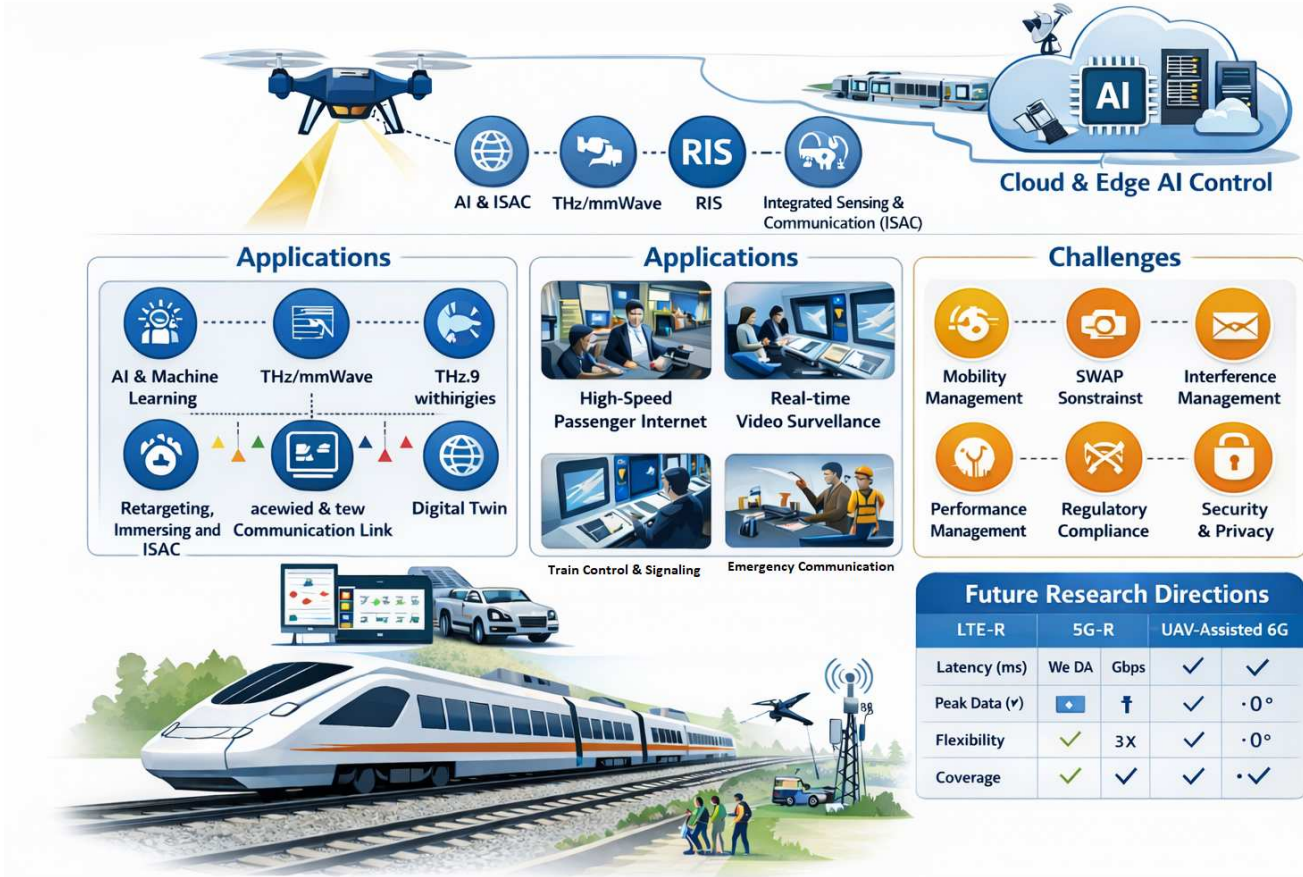 AI
Cloud & Edge AI Control
RIS
AI & ISAC
THz/mmWave
RIS
Integrated Sensing &
Communication (ISAC)
Applications
AI & Machine
Learning
THz/mmWave
THz.9
withirigies
Retargeting,
Immersing and
ISAC
acewied & tew
Communication Link
Digital Twin
Applications
High-Speed
Passenger Internet
Real-time
Video Survellance
Train Control & Signaling
Emergency Communication
Challenges
Mobility
Management
SWAP
Sonstrainst
Interference
Management
Performance
Management
Regulatory
Compliance
Security
& Privacy
Future Research Directions
LTE-R 5G-R UAV-Assisted 6G
Latency (ms) We DA Gbps ✓ ✓
Peak Data (▾) ✓ ·0°
Flexibility ✓ 3X ✓ ·0°
Coverage ✓ ✓ ✓ ·✓